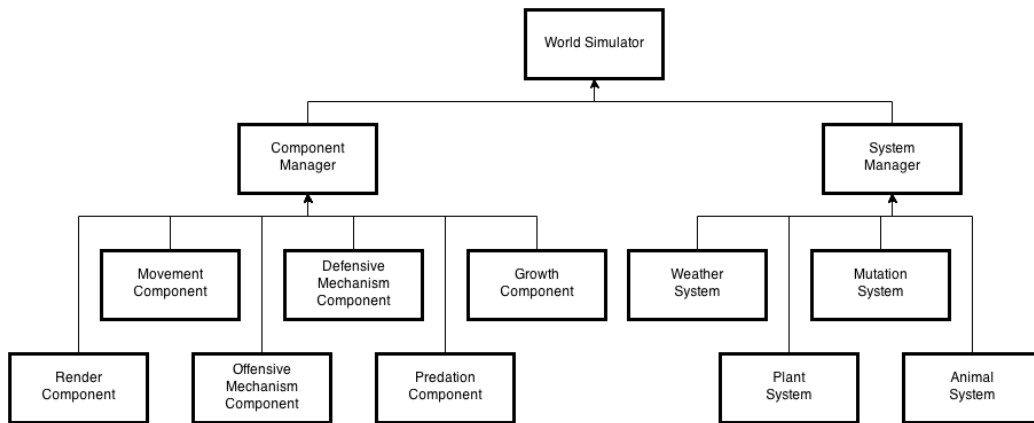 World Simulator
Component
Manager
System
Manager
Movement
Component
Defensive
Mechanism
Component
Growth
Component
Weather
System
Mutation
System
Render
Component
Offensive
Mechanism
Component
Predation
Component
Plant
System
Animal
System